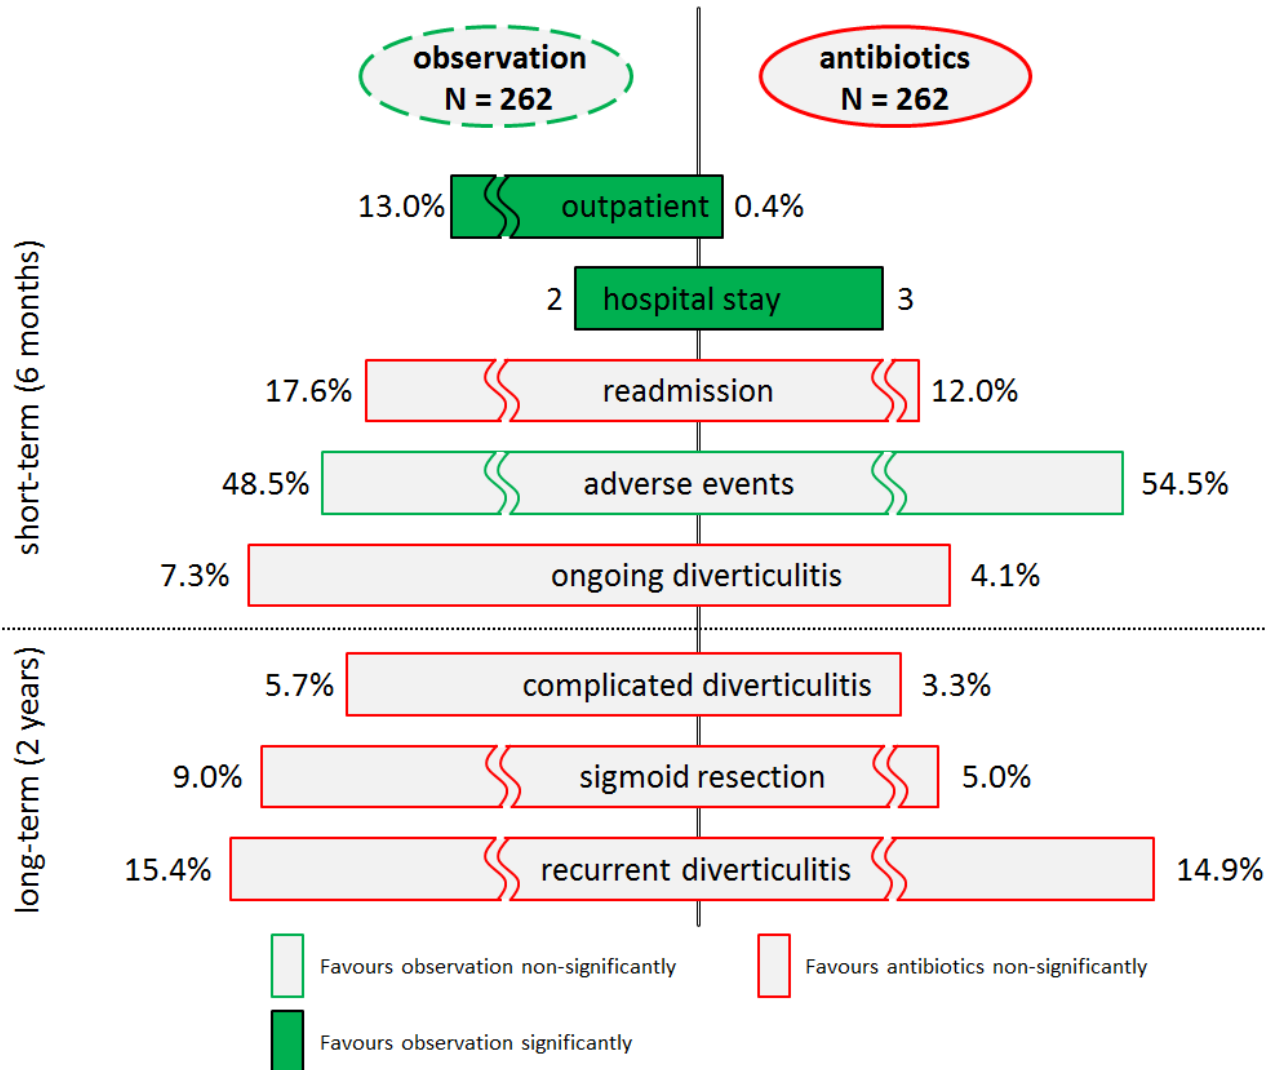 observation
N = 262
antibiotics
N = 262
short-term (6 months)
13.0% outpatient 0.4%
2 hospital stay 3
17.6% readmission 12.0%
48.5% adverse events 54.5%
7.3% ongoing diverticulitis 4.1%
long-term (2 years)
5.7% complicated diverticulitis 3.3%
9.0% sigmoid resection 5.0%
15.4% recurrent diverticulitis 14.9%
Favours observation non-significantly
Favours antibiotics non-significantly
Favours observation significantly